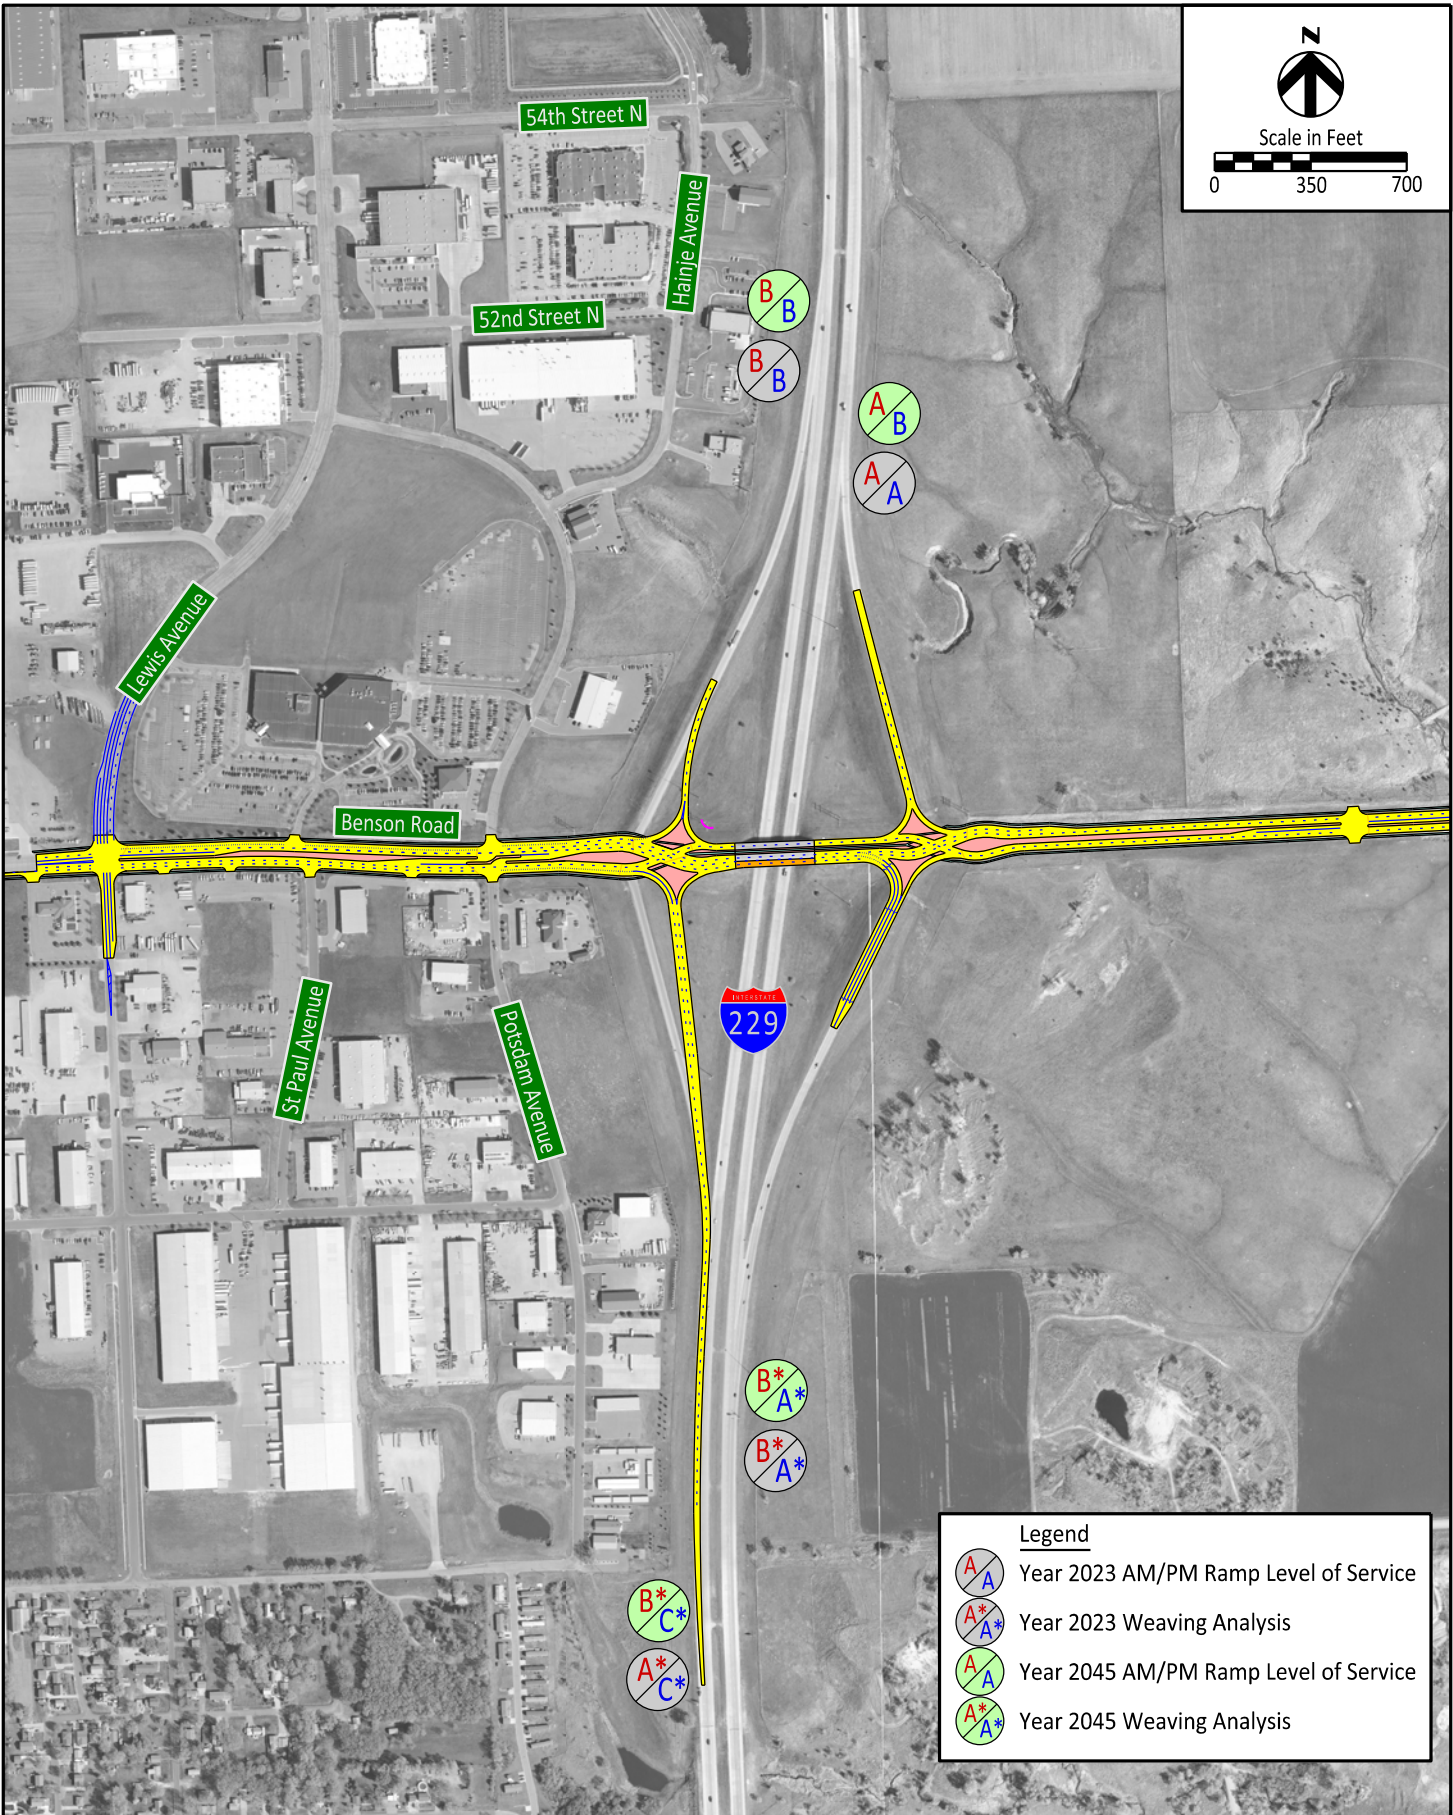 N
Scale in Feet
0 350 700
54th Street N
Hainje Avenue
52nd Street N
B B
B B
A B
A A
Lewis Avenue
Benson Road
St Paul Avenue
Potsdam Avenue
INTERSTATE
229
B* A*
B* A*
B* C*
A* C*
Legend
A A Year 2023 AM/PM Ramp Level of Service
A* A* Year 2023 Weaving Analysis
A A Year 2045 AM/PM Ramp Level of Service
A* A* Year 2045 Weaving Analysis